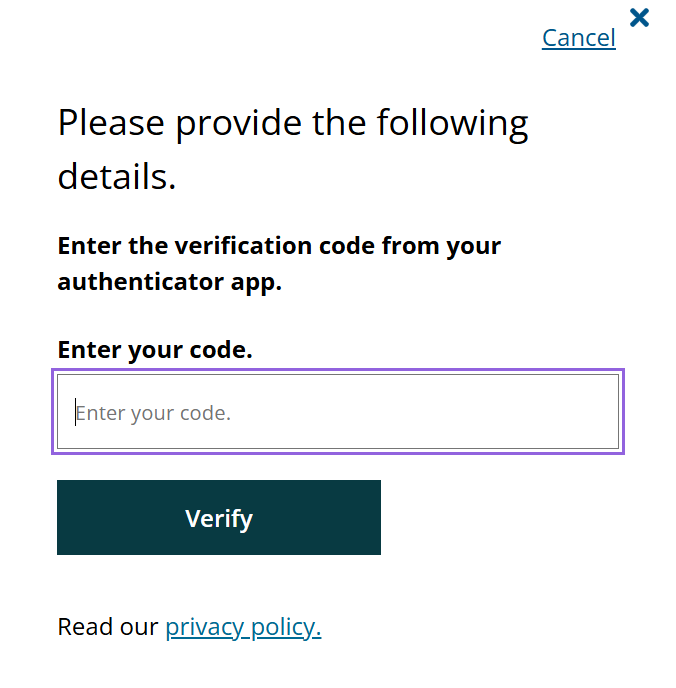 Cancel
Please provide the following
details.
Enter the verification code from your
authenticator app.
Enter your code.
Enter your code.
Verify
Read our privacy policy.